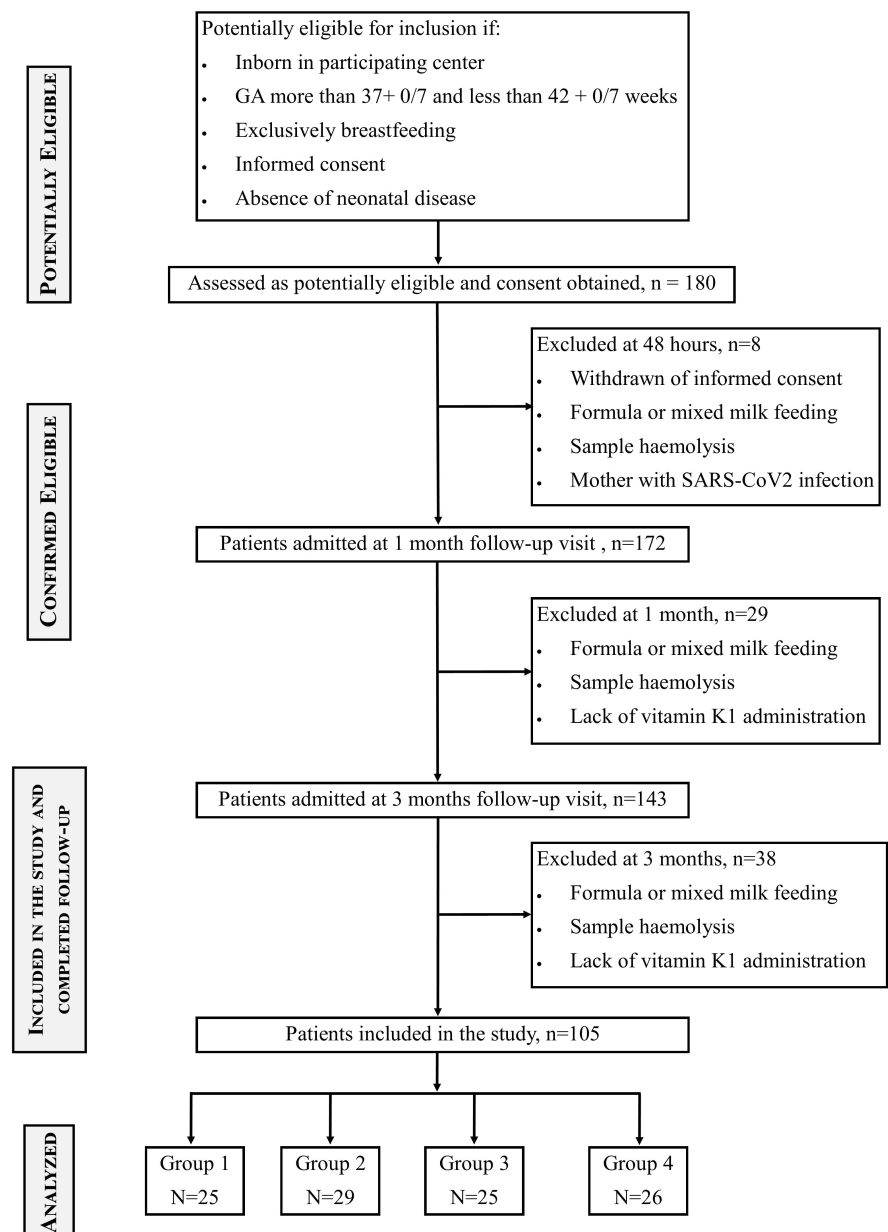 Potentially eligible for inclusion if:
• Inborn in participating center
• GA more than 37+ 0/7 and less than 42 + 0/7 weeks
• Exclusively breastfeeding
• Informed consent
• Absence of neonatal disease
POTENTIALLY ELIGIBLE
Assessed as potentially eligible and consent obtained, n = 180
Excluded at 48 hours, n=8
• Withdrawn of informed consent
• Formula or mixed milk feeding
• Sample haemolysis
• Mother with SARS-CoV2 infection
CONFIRMED ELIGIBLE
Patients admitted at 1 month follow-up visit , n=172
Excluded at 1 month, n=29
• Formula or mixed milk feeding
• Sample haemolysis
• Lack of vitamin K1 administration
INCLUDED IN THE STUDY AND
COMPLETED FOLLOW-UP
Patients admitted at 3 months follow-up visit, n=143
Excluded at 3 months, n=38
• Formula or mixed milk feeding
• Sample haemolysis
• Lack of vitamin K1 administration
Patients included in the study, n=105
ANALYZED
Group 1
N=25
Group 2
N=29
Group 3
N=25
Group 4
N=26